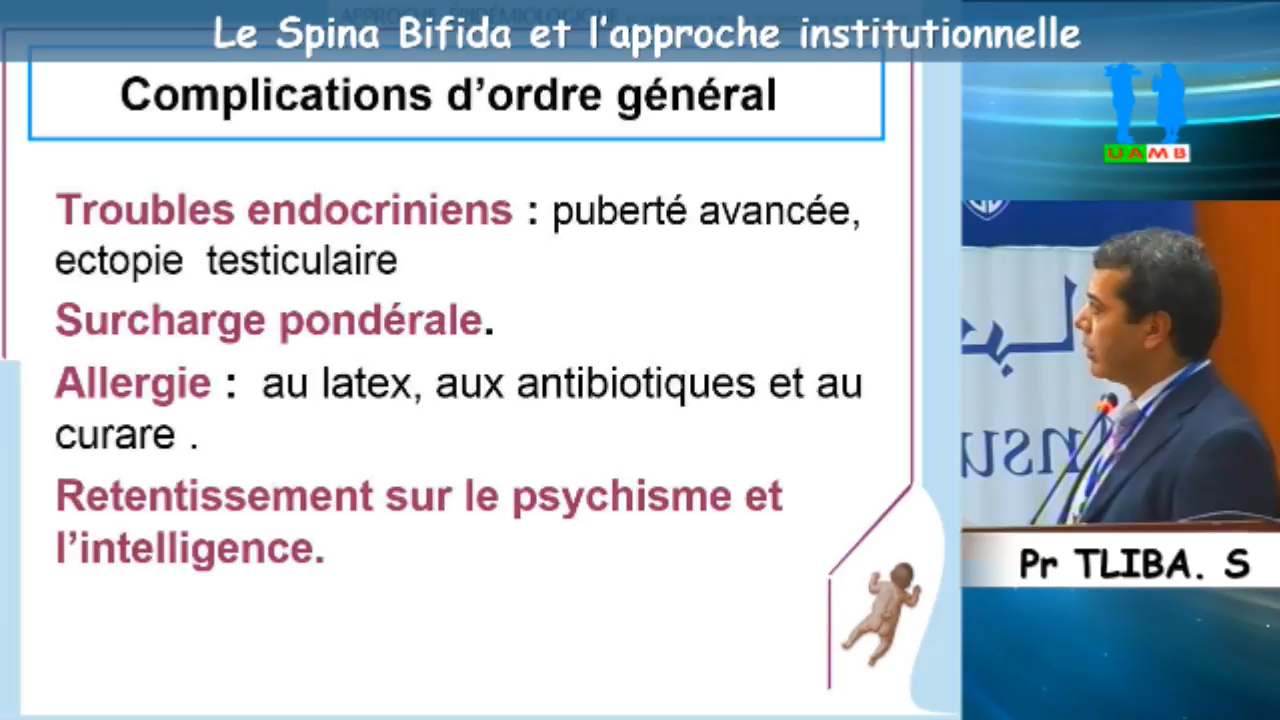 Le Spina Bifida et l'approche institutionnelle
Complications d'ordre général
Troubles endocriniens : puberté avancée,
ectopie testiculaire
Surcharge pondérale.
Allergie : au latex, aux antibiotiques et au
curare .
Retentissement sur le psychisme et
l'intelligence.
UAMB
Pr TLIBA. S